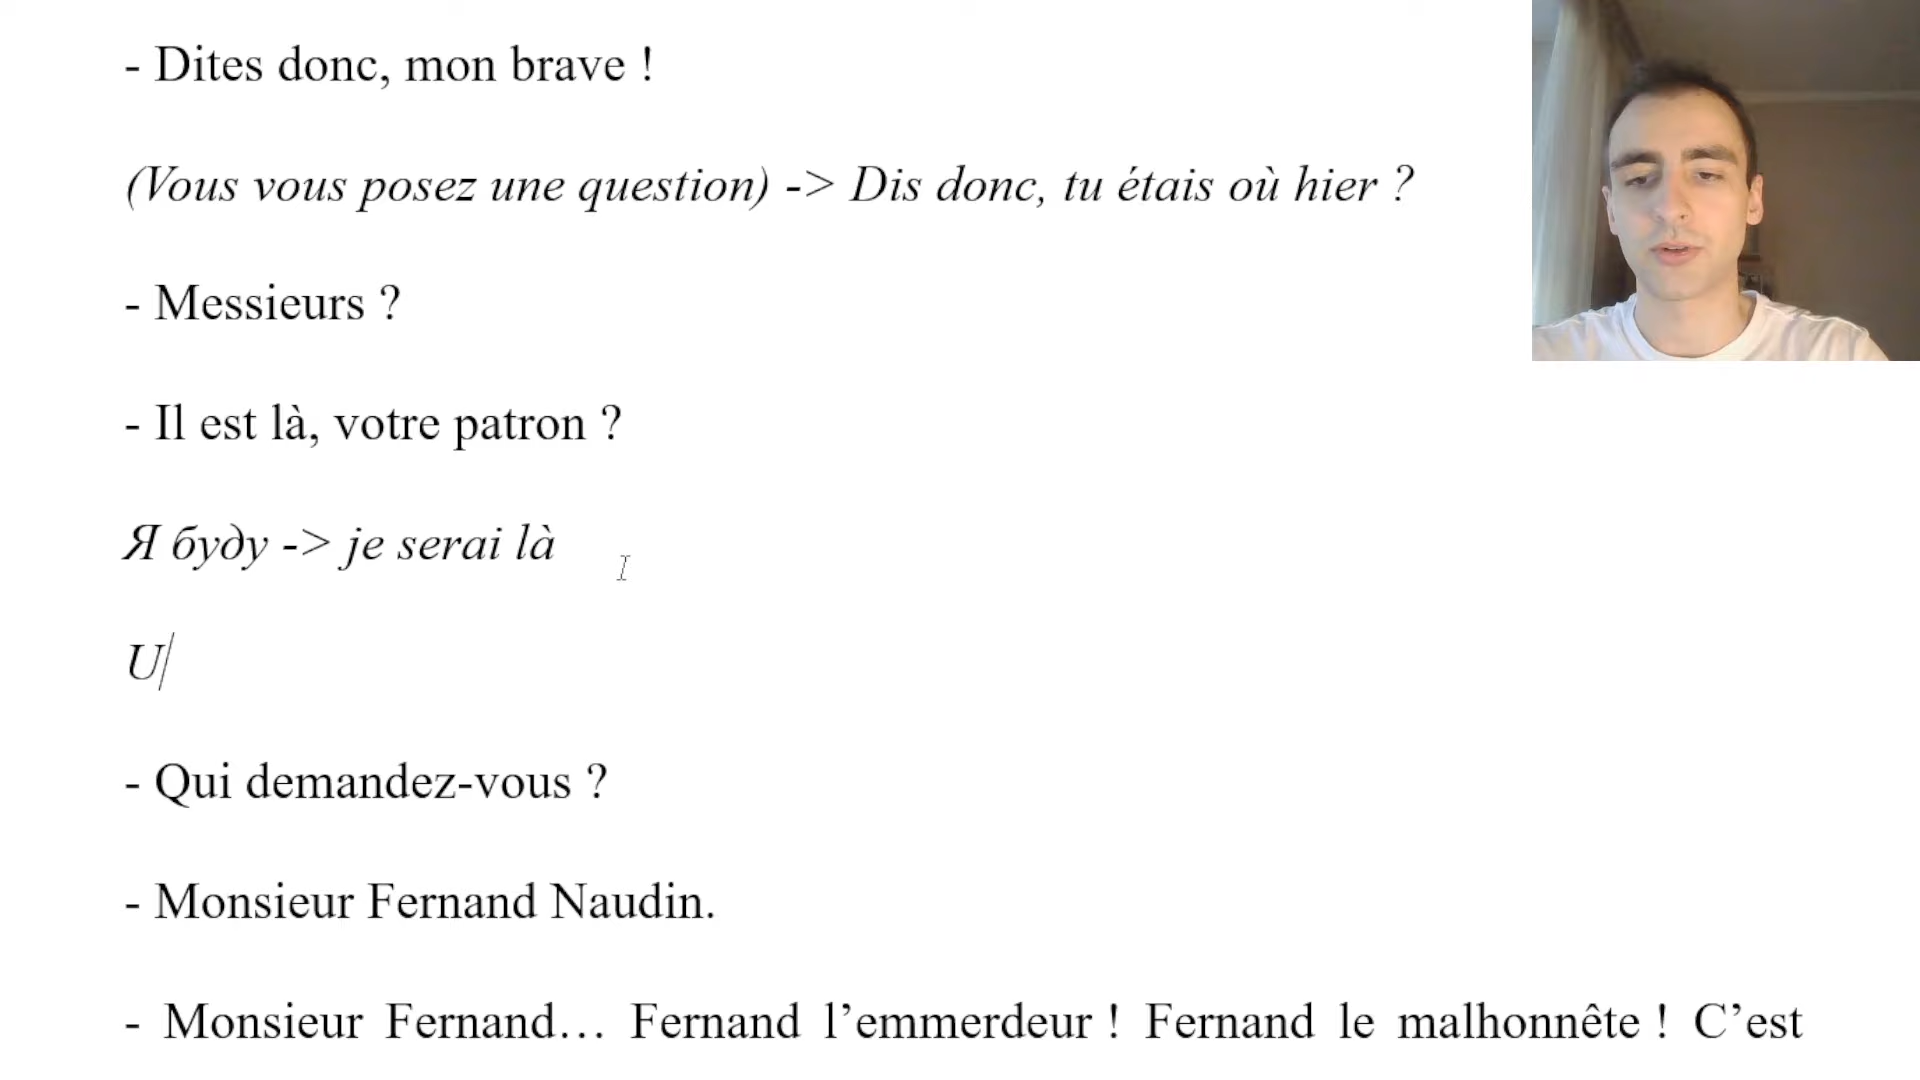 - Dites donc, mon brave !
(Vous vous posez une question) -> Dis donc, tu étais où hier ?
- Messieurs ?
- Il est là, votre patron ?
Я буду -> je serai là
U
- Qui demandez-vous ?
- Monsieur Fernand Naudin.
- Monsieur Fernand… Fernand l’emmerdeur ! Fernand le malhonnête ! C’est